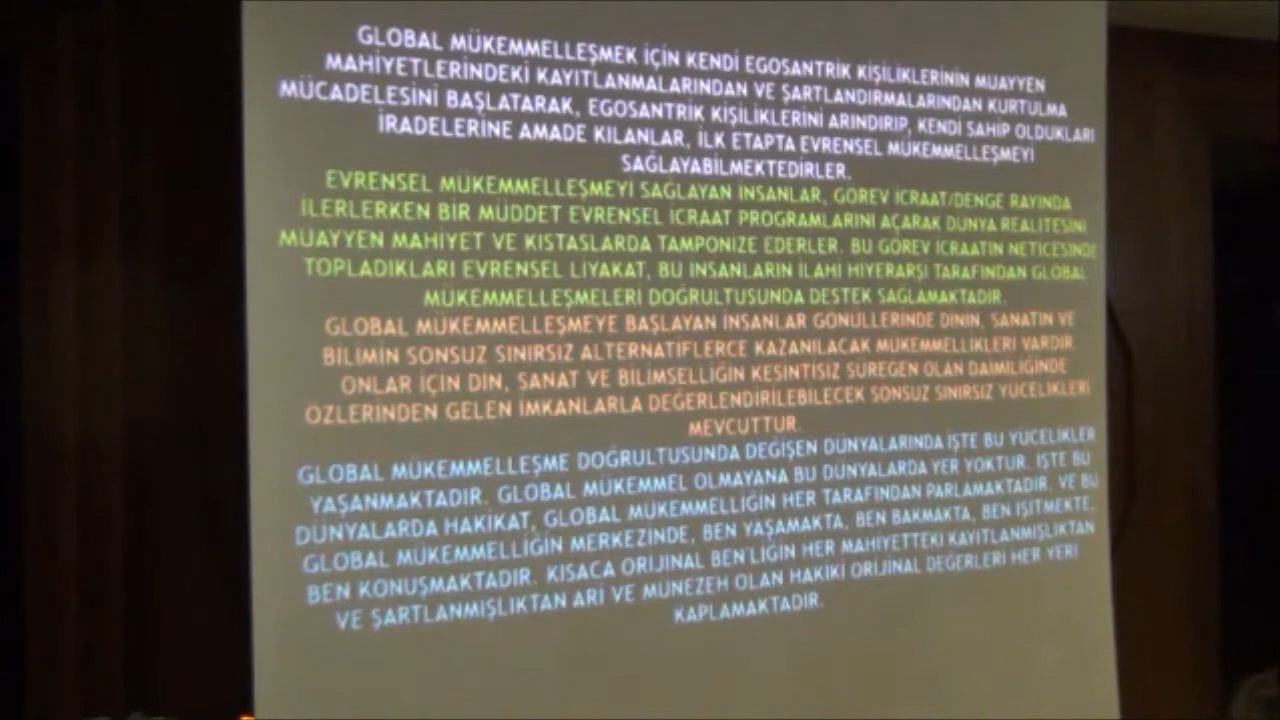 GLOBAL MÜKEMMELLEŞMEK İÇİN KENDİ EGOSANTRİK KİŞİLİKLERİNİN MUAYYEN
MAHİYETLERİNDEKİ KAYITLANMALARINDAN VE ŞARTLANDIRMALARINDAN KURTULMA
MÜCADELESİNİ BAŞLATARAK, EGOSANTRİK KİŞİLİKLERİNİ ARINDIRIP, KENDİ SAHİP OLDUKLARI
İRADELERİNE AMADE KILANLAR, İLK ETAPTA EVRENSEL MÜKEMMELLEŞMEYİ
SAĞLAYABİLMEKTEDİRLER.
EVRENSEL MÜKEMMELLEŞMEYİ SAĞLAYAN İNSANLAR, GÖREV İCRAAT/DENGE RAYINDA
İLERLERKEN BİR MÜDDET EVRENSEL İCRAAT PROGRAMLARINI AÇARAK DÜNYA REALİTESİNİ
MUAYYEN MAHİYET VE KISTASLARDA TAMPONİZE EDERLER. BU GÖREV İCRAATIN NETİCESİNDE
TOPLADIKLARI EVRENSEL LİYAKAT, BU İNSANLARIN İLAHİ HİYERARŞİ TARAFINDAN GLOBAL
MÜKEMMELLEŞMELERİ DOĞRULTUSUNDA DESTEK SAĞLAMAKTADIR.
GLOBAL MÜKEMMELLEŞMEYE BAŞLAYAN İNSANLAR GÖNÜLLERİNDE DİNİN, SANATIN VE
BİLİMİN SONSUZ SINIRSIZ ALTERNATİFLERCE KAZANILACAK MÜKEMMELLİKLERİ VARDIR.
ONLAR İÇİN DİN, SANAT VE BİLİMSELLİĞİN KESİNTİSİZ SÜREGEN OLAN DAİMİLİĞİNDE
ÖZLERİNDEN GELEN İMKANLARLA DEĞERLENDİRİLEBİLECEK SONSUZ SINIRSIZ YÜCELİKLERİ
MEVCUTTUR.
GLOBAL MÜKEMMELLEŞME DOĞRULTUSUNDA DEĞİŞEN DÜNYALARINDA İŞTE BU YÜCELİKLER
YAŞANMAKTADIR. GLOBAL MÜKEMMEL OLMAYANA BU DÜNYALARDA YER YOKTUR. İŞTE BU
DÜNYALARDA HAKİKAT, GLOBAL MÜKEMMELLİĞİN HER TARAFINDAN PARLAMAKTADIR. VE BU
GLOBAL MÜKEMMELLİĞİN MERKEZİNDE, BEN YAŞAMAKTA, BEN BAKMAKTA, BEN İŞİTMEKTE,
BEN KONUŞMAKTADIR. KISACA ORİJİNAL BEN'LİĞİN HER MAHİYETTEKİ KAYITLANMIŞLIKTAN
VE ŞARTLANMIŞLIKTAN ARİ VE MÜNEZEH OLAN HAKİKİ ORİJİNAL DEĞERLERİ HER YERİ
KAPLAMAKTADIR.